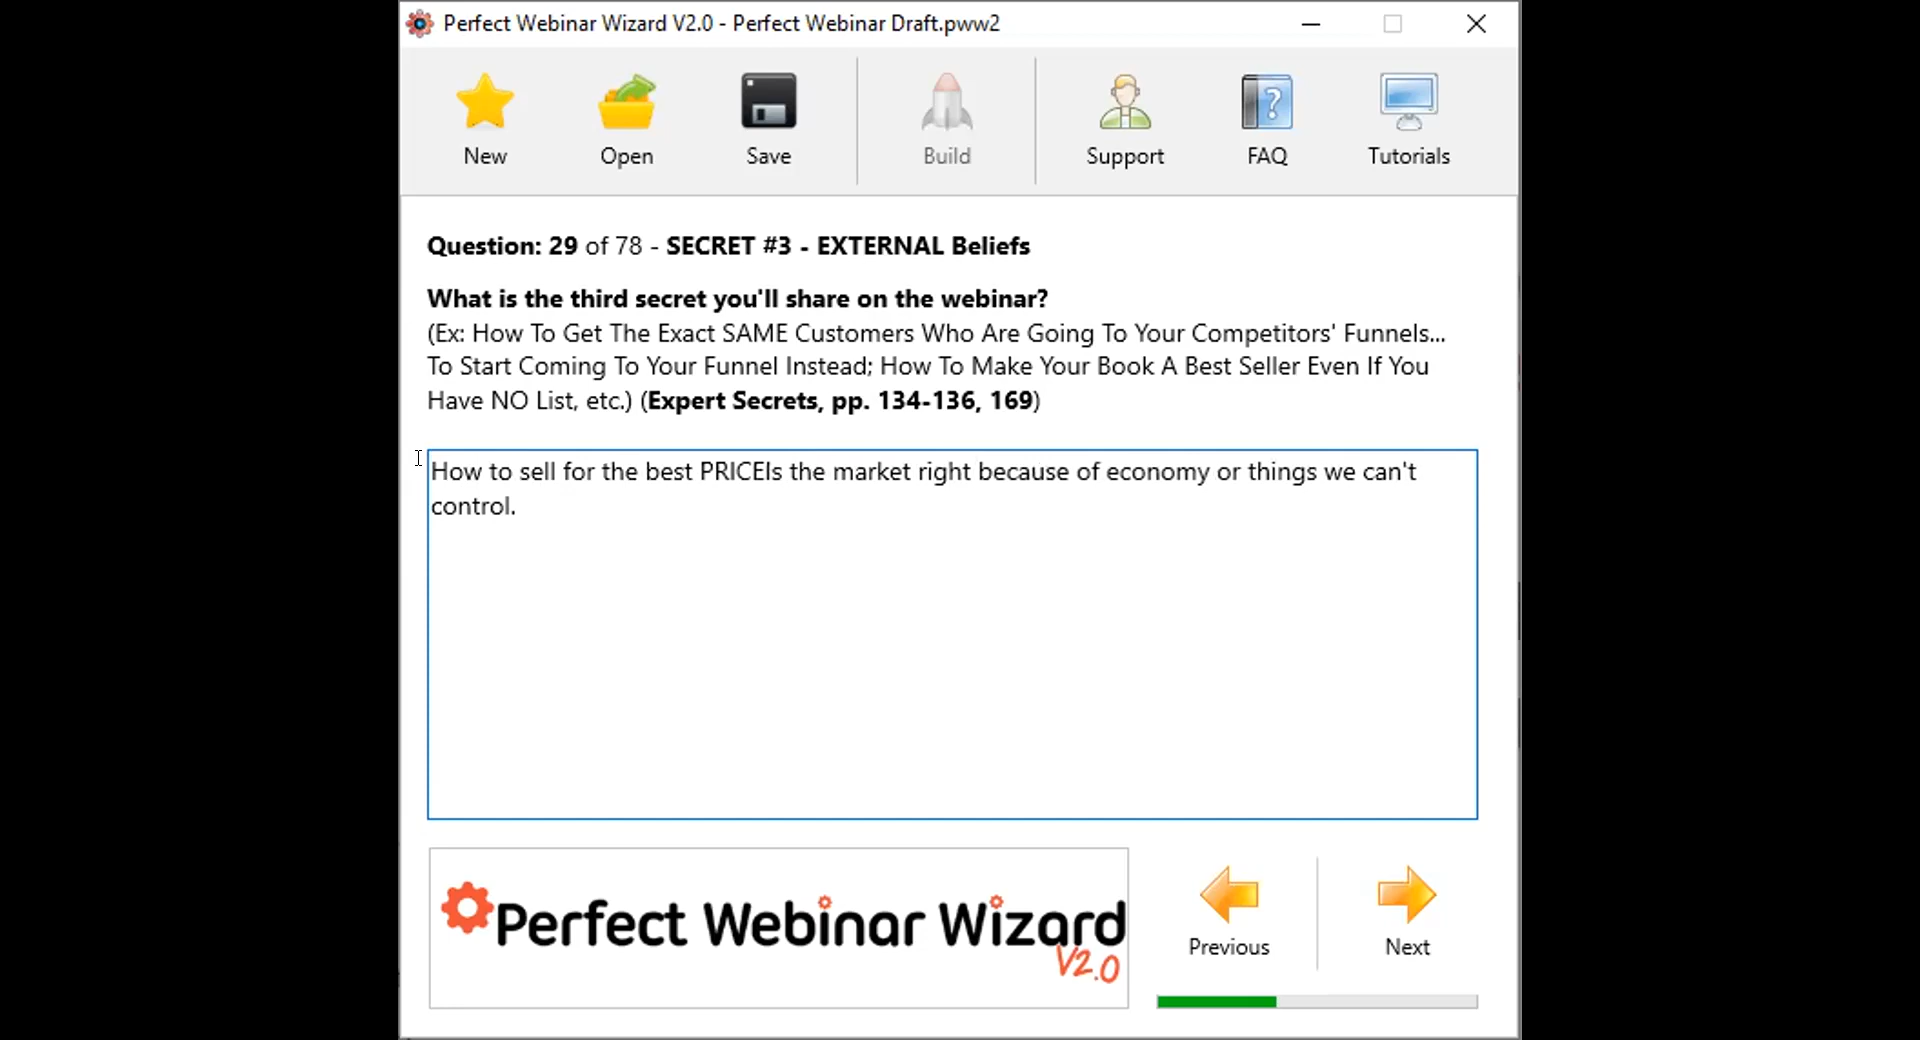 Perfect Webinar Wizard V2.0 - Perfect Webinar Draft.pww2
New Open Save Build Support FAQ Tutorials
Question: 29 of 78 - SECRET #3 - EXTERNAL Beliefs
What is the third secret you'll share on the webinar?
(Ex: How To Get The Exact SAME Customers Who Are Going To Your Competitors' Funnels...
To Start Coming To Your Funnel Instead; How To Make Your Book A Best Seller Even If You
Have NO List, etc.) (Expert Secrets, pp. 134-136, 169)
How to sell for the best PRICEIs the market right because of economy or things we can't
control.
Perfect Webinar Wizard
V2.0
Previous Next